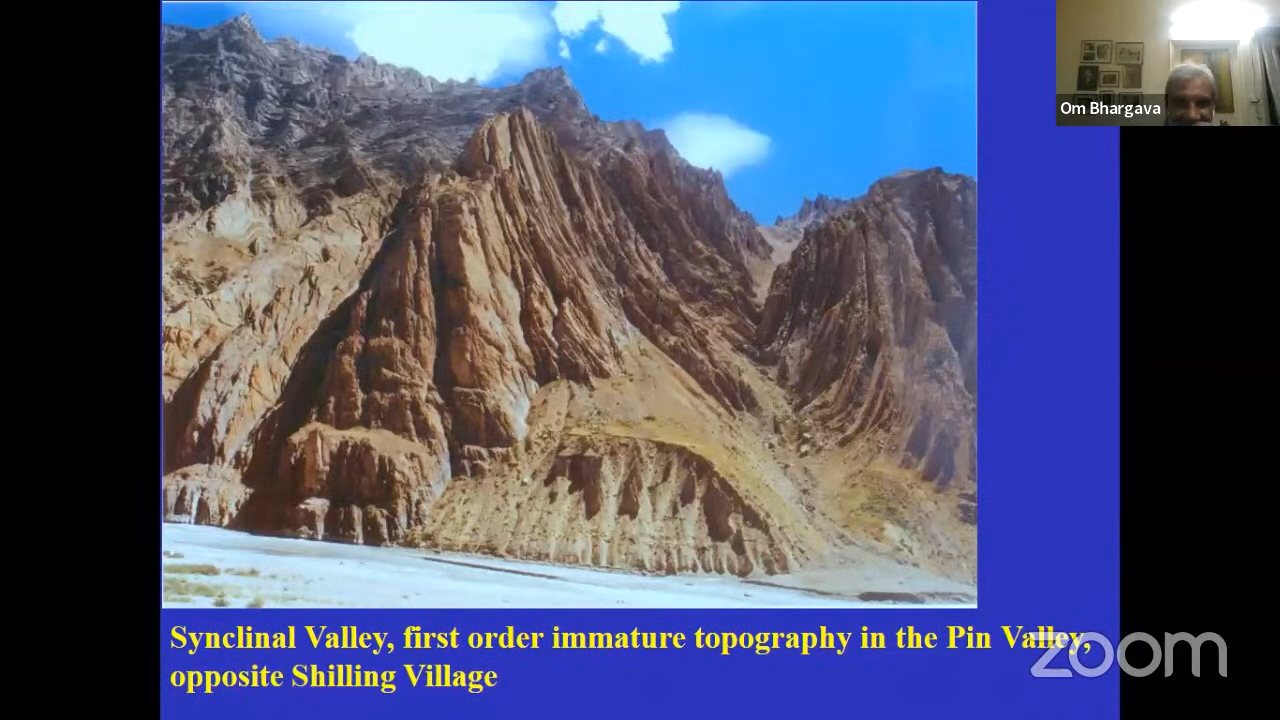 Om Bhargava
Synclinal Valley, first order immature topography in the Pin Valley,
opposite Shilling Village
zoom